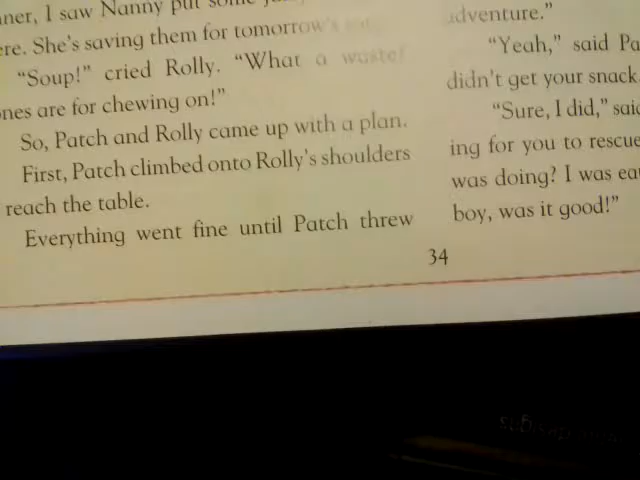 ner, I saw Nanny put some
ere. She's saving them for tomorrow's
"Soup!" cried Rolly. "What a waste!
nes are for chewing on!"
So, Patch and Rolly came up with a plan.
First, Patch climbed onto Rolly's shoulders
reach the table.
Everything went fine until Patch threw
adventure."
"Yeah," said Pa
didn't get your snack
"Sure, I did," said
ing for you to rescue
was doing? I was ea
boy, was it good!"
34